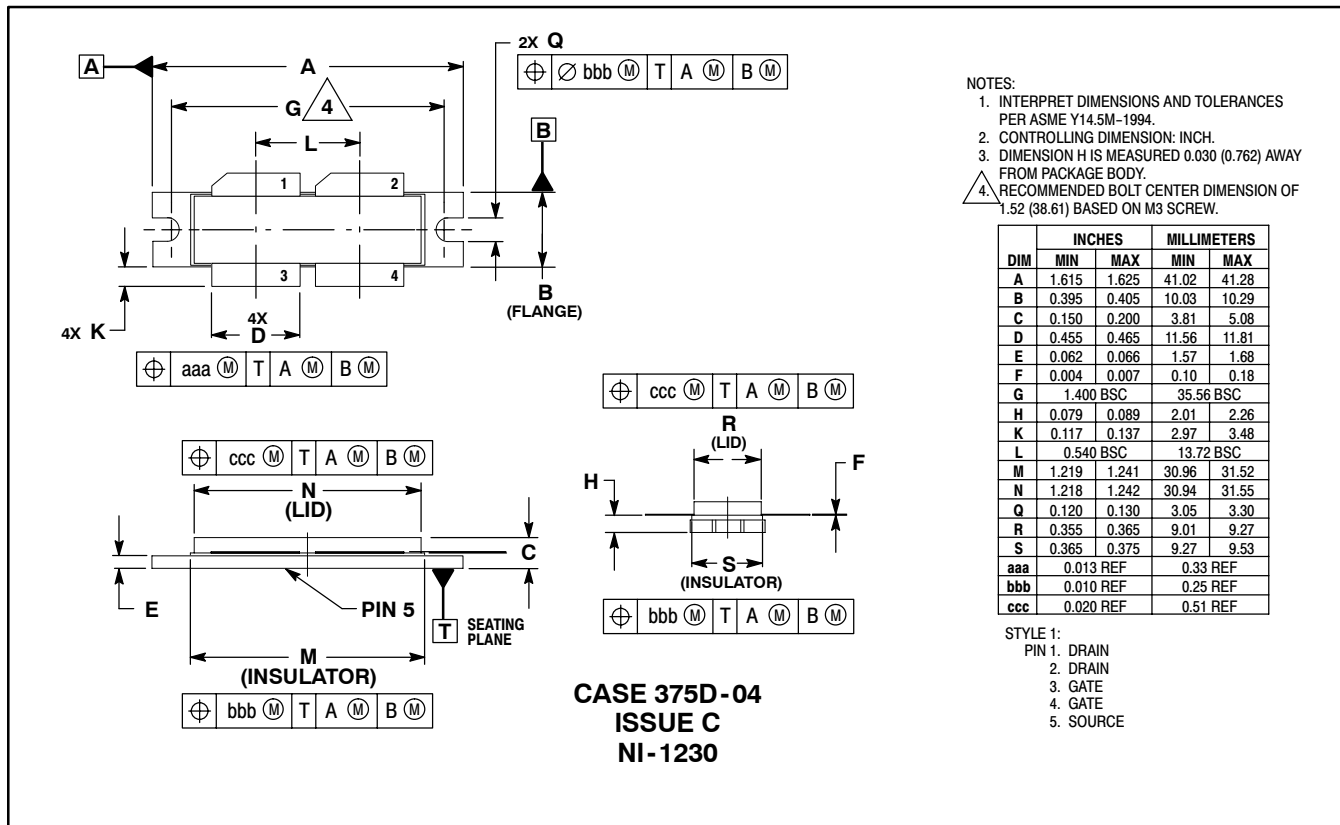 2X Q
⌖ ∅ bbb Ⓜ T A Ⓜ B Ⓜ
A
A
G 4
L
B
1 2
3 4
B
(FLANGE)
4X K
4X
D
⌖ aaa Ⓜ T A Ⓜ B Ⓜ
⌖ ccc Ⓜ T A Ⓜ B Ⓜ
N
(LID)
C
E
PIN 5
T SEATING
PLANE
M
(INSULATOR)
⌖ bbb Ⓜ T A Ⓜ B Ⓜ
⌖ ccc Ⓜ T A Ⓜ B Ⓜ
R
(LID)
F
H
S
(INSULATOR)
⌖ bbb Ⓜ T A Ⓜ B Ⓜ
CASE 375D-04
ISSUE C
NI-1230
NOTES:
1. INTERPRET DIMENSIONS AND TOLERANCES
PER ASME Y14.5M-1994.
2. CONTROLLING DIMENSION: INCH.
3. DIMENSION H IS MEASURED 0.030 (0.762) AWAY
FROM PACKAGE BODY.
4. RECOMMENDED BOLT CENTER DIMENSION OF
1.52 (38.61) BASED ON M3 SCREW.
INCHES MILLIMETERS
DIM MIN MAX MIN MAX
A 1.615 1.625 41.02 41.28
B 0.395 0.405 10.03 10.29
C 0.150 0.200 3.81 5.08
D 0.455 0.465 11.56 11.81
E 0.062 0.066 1.57 1.68
F 0.004 0.007 0.10 0.18
G 1.400 BSC 35.56 BSC
H 0.079 0.089 2.01 2.26
K 0.117 0.137 2.97 3.48
L 0.540 BSC 13.72 BSC
M 1.219 1.241 30.96 31.52
N 1.218 1.242 30.94 31.55
Q 0.120 0.130 3.05 3.30
R 0.355 0.365 9.01 9.27
S 0.365 0.375 9.27 9.53
aaa 0.013 REF 0.33 REF
bbb 0.010 REF 0.25 REF
ccc 0.020 REF 0.51 REF
STYLE 1:
PIN 1. DRAIN
2. DRAIN
3. GATE
4. GATE
5. SOURCE